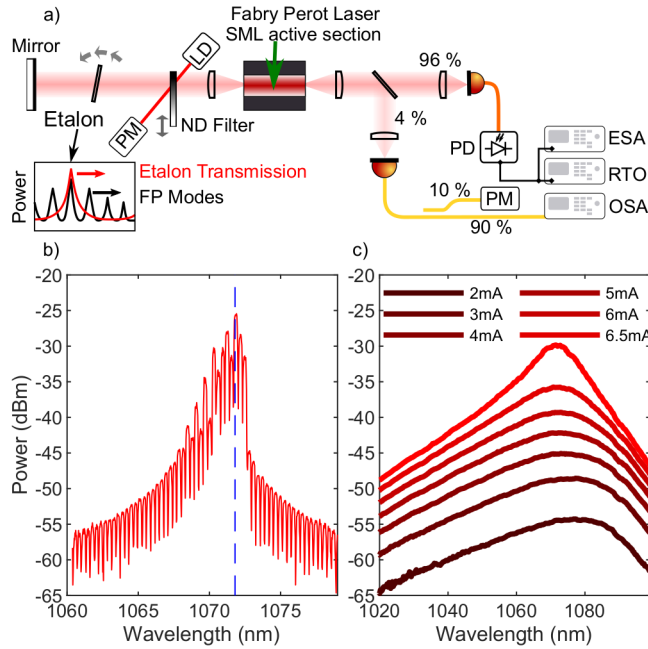 a)
Mirror
Fabry Perot Laser
SML active section
LD
PM
ND Filter
Etalon
Power
Etalon Transmission
FP Modes
96 %
4 %
PD
ESA
RTO
OSA
10 %
PM
90 %
b)
-20
-25
-30
-35
-40
-45
-50
-55
-60
-65
Power (dBm)
1060
1065
1070
1075
Wavelength (nm)
c)
2mA
3mA
4mA
5mA
6mA
6.5mA
-20
-25
-30
-35
-40
-45
-50
-55
-60
-65
1020
1040
1060
1080
Wavelength (nm)